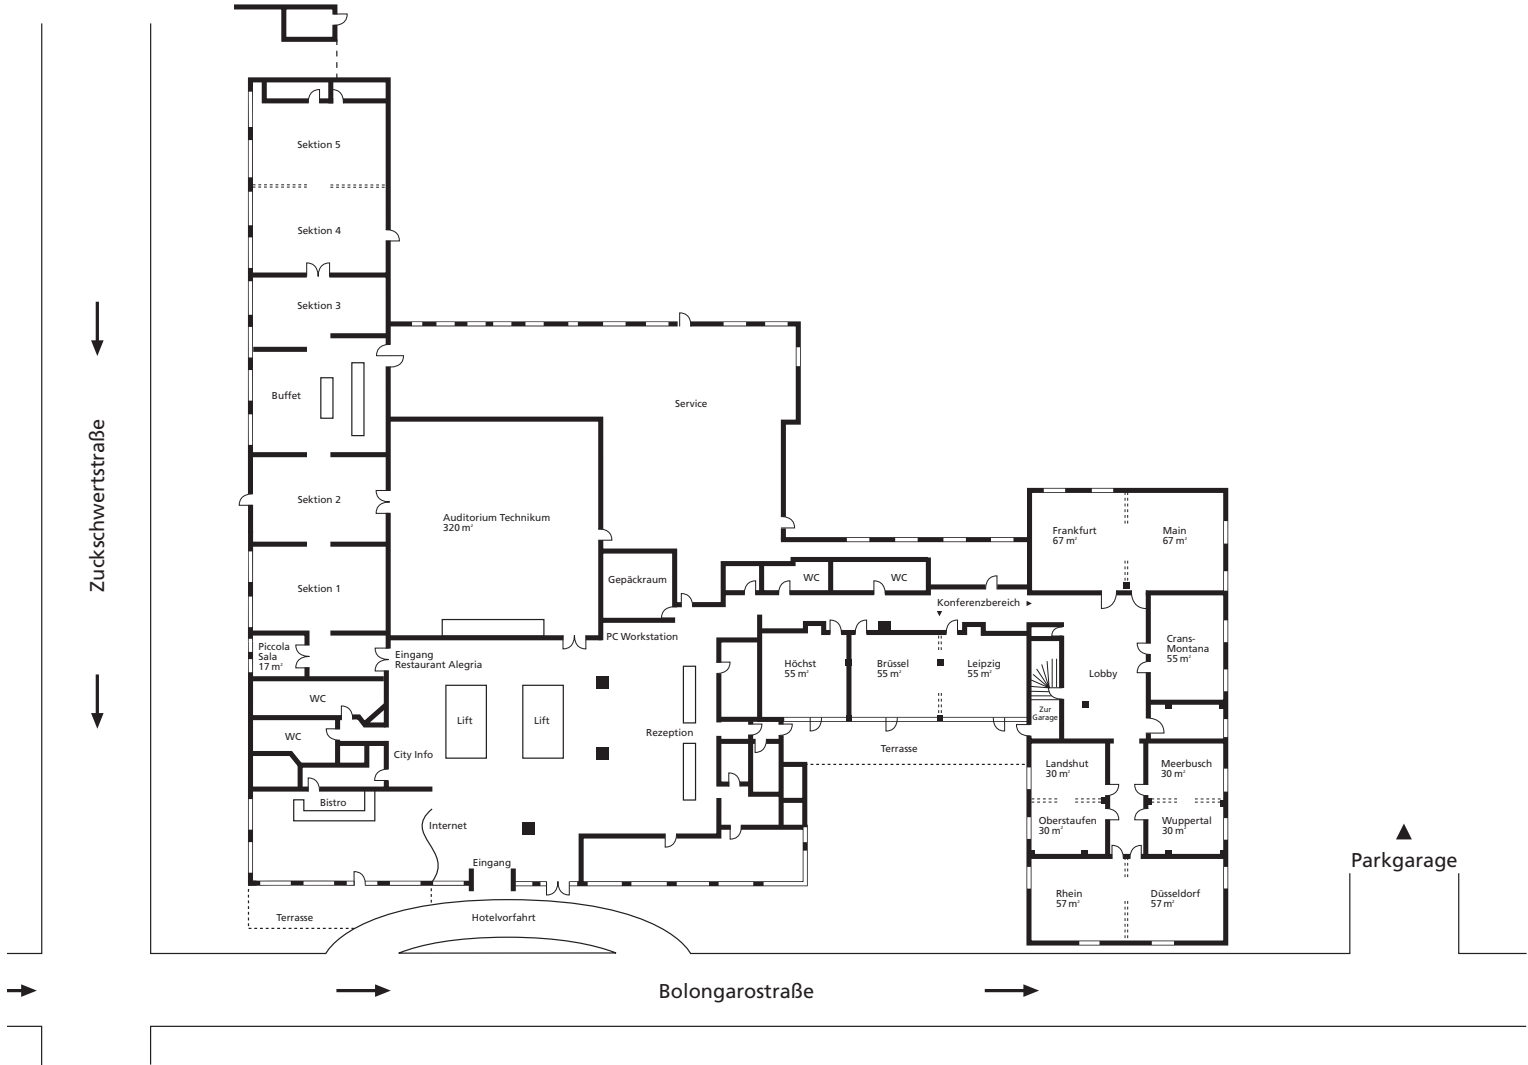 Sektion 5
Sektion 4
Sektion 3
Buffet
Service
Zuckschwertstraße
Sektion 2
Auditorium Technikum
320 m²
Frankfurt
67 m²
Main
67 m²
Sektion 1
Gepäckraum
WC
WC
Konferenzbereich
PC Workstation
Piccola
Sala
17 m²
Eingang
Restaurant Alegria
Höchst
55 m²
Brüssel
55 m²
Leipzig
55 m²
Lobby
Crans-
Montana
55 m²
WC
Lift
Lift
Zur
Garage
WC
Rezeption
City Info
Terrasse
Landshut
30 m²
Meerbusch
30 m²
Bistro
Internet
Oberstaufen
30 m²
Wuppertal
30 m²
Eingang
Parkgarage
Rhein
57 m²
Düsseldorf
57 m²
Terrasse
Hotelvorfahrt
Bolongarostraße